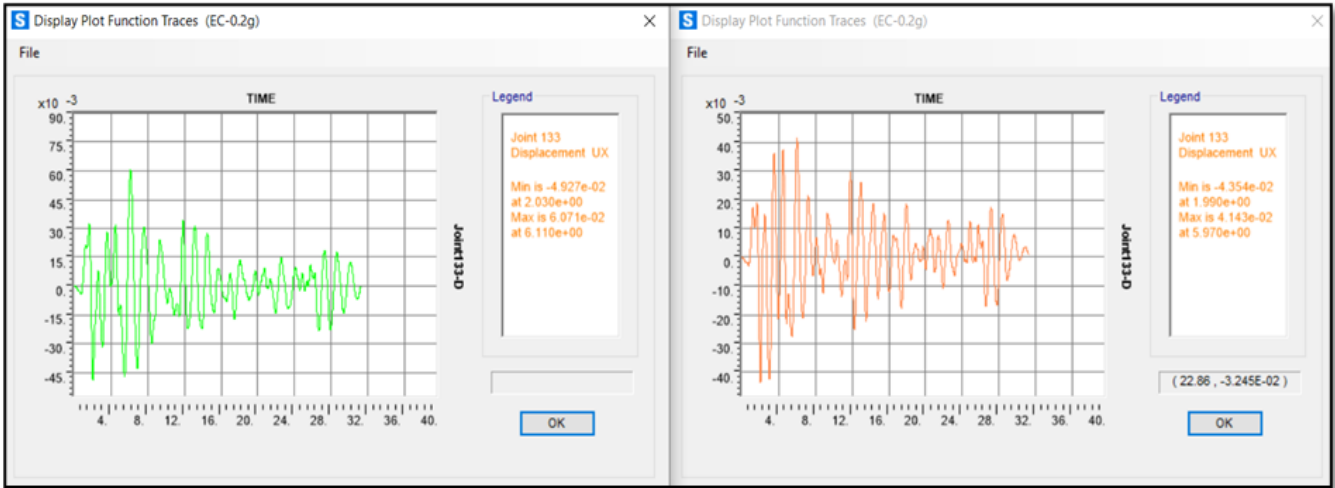 S Display Plot Function Traces (EC-0.2g)
File
x10 -3
TIME
90.
75.
60.
45.
30.
15.
0.
-15.
-30.
-45.
4. 8. 12. 16. 20. 24. 28. 32. 36. 40.
Joint133-D
Legend
Joint 133
Displacement UX
Min is -4.927e-02
at 2.030e+00
Max is 6.071e-02
at 6.110e+00
OK
S Display Plot Function Traces (EC-0.2g)
File
x10 -3
TIME
50.
40.
30.
20.
10.
0.
-10.
-20.
-30.
-40.
4. 8. 12. 16. 20. 24. 28. 32. 36. 40.
Joint133-D
Legend
Joint 133
Displacement UX
Min is -4.354e-02
at 1.990e+00
Max is 4.143e-02
at 5.970e+00
( 22.86 , -3.245E-02 )
OK